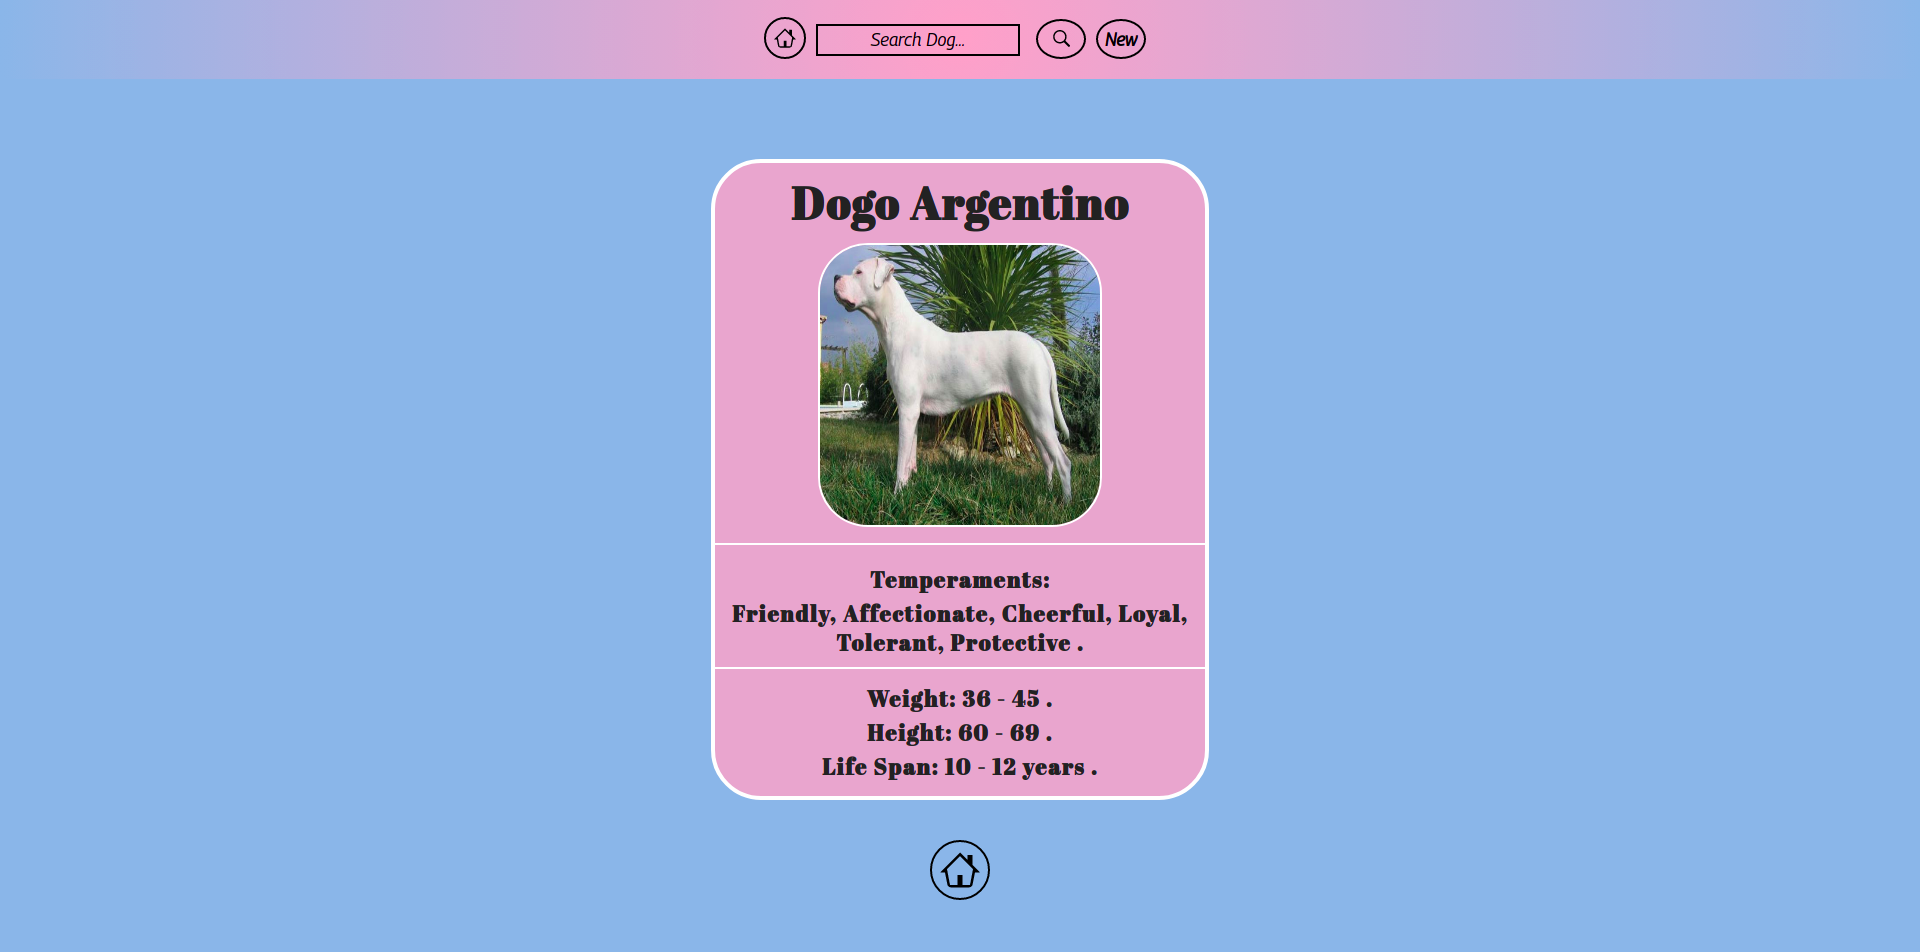 Search Dog...
New
Dogo Argentino
Temperaments:
Friendly, Affectionate, Cheerful, Loyal,
Tolerant, Protective .
Weight: 36 - 45 .
Height: 60 - 69 .
Life Span: 10 - 12 years .